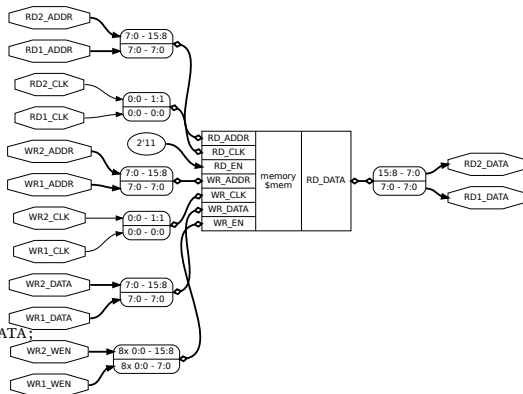 RD2_ADDR
7:0 - 15:8
RD1_ADDR
7:0 - 7:0
RD2_CLK
0:0 - 1:1
RD1_CLK
0:0 - 0:0
2'11
WR2_ADDR
7:0 - 15:8
WR1_ADDR
7:0 - 7:0
WR2_CLK
0:0 - 1:1
WR1_CLK
0:0 - 0:0
WR2_DATA
7:0 - 15:8
WR1_DATA
7:0 - 7:0
ATA;
WR2_WEN
8x 0:0 - 15:8
WR1_WEN
8x 0:0 - 7:0
RD_ADDR
RD_CLK
RD_EN
WR_ADDR
WR_CLK
WR_DATA
WR_EN
memory
$mem
RD_DATA
15:8 - 7:0
7:0 - 7:0
RD2_DATA
RD1_DATA